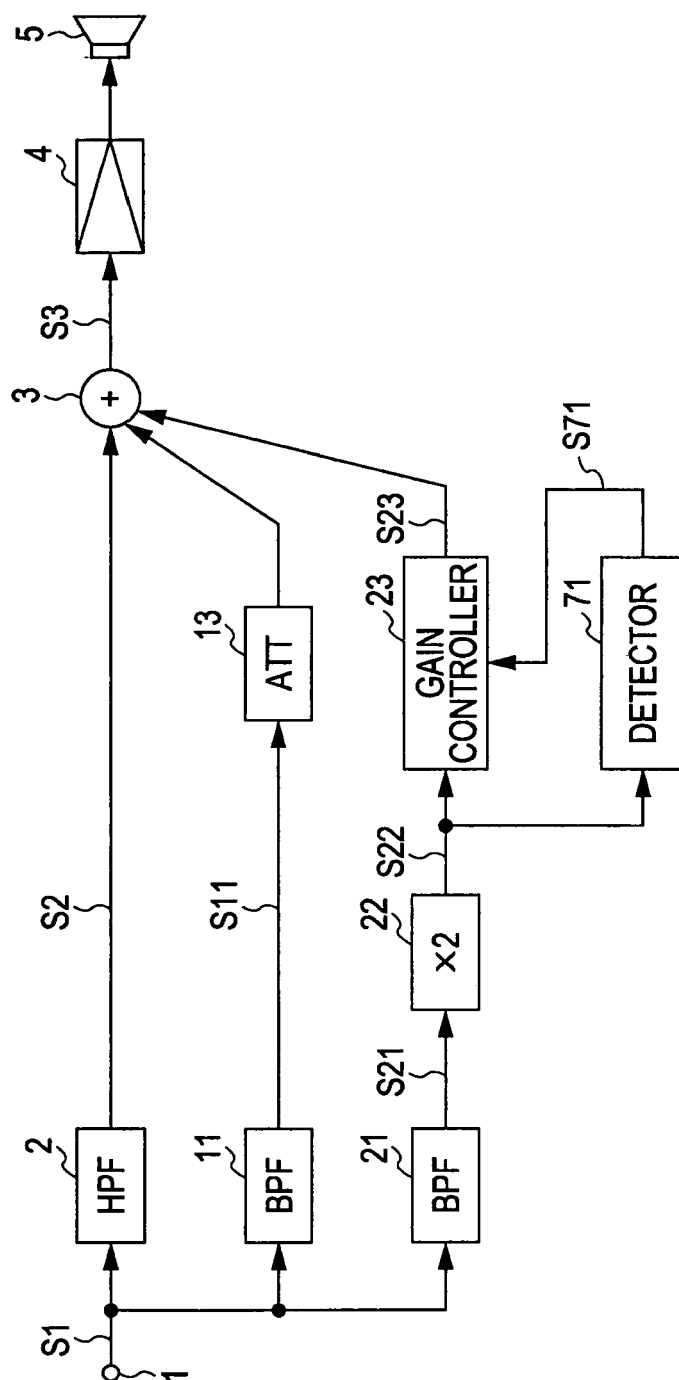 1
S1
2
HPF
S2
3
+
S3
4
5
11
BPF
S11
13
ATT
21
BPF
S21
22
×2
S22
23
GAIN
CONTROLLER
S23
71
DETECTOR
S71